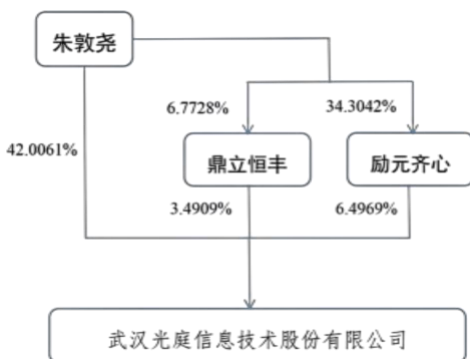 朱敦尧
6.7728%
34.3042%
42.0061%
鼎立恒丰
励元齐心
3.4909%
6.4969%
武汉光庭信息技术股份有限公司